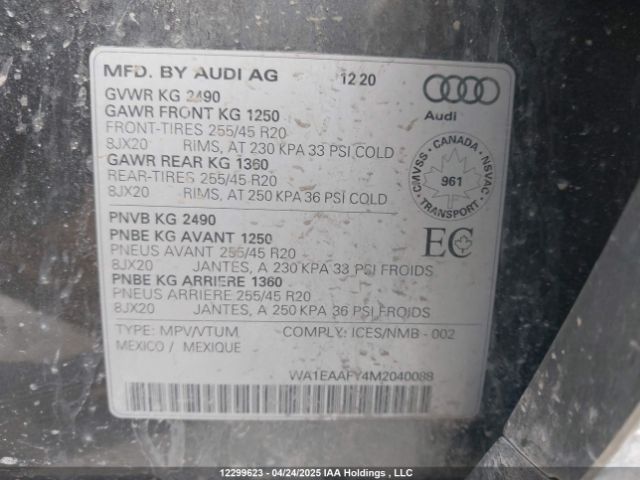 MFD. BY AUDI AG 12 20
GVWR KG 2490
GAWR FRONT KG 1250
FRONT-TIRES 255/45 R20
8JX20 RIMS, AT 230 KPA 33 PSI COLD
GAWR REAR KG 1360
REAR-TIRES 255/45 R20
8JX20 RIMS, AT 250 KPA 36 PSI COLD
Audi
CMVSS - CANADA - NSVAC
961
TRANSPORT
PNVB KG 2490
PNBE KG AVANT 1250
PNEUS AVANT 255/45 R20
8JX20 JANTES, A 230 KPA 33 PSI FROIDS
PNBE KG ARRIERE 1360
PNEUS ARRIERE 255/45 R20
8JX20 JANTES, A 250 KPA 36 PSI FROIDS
EC
TYPE: MPV/VTUM COMPLY: ICES/NMB - 002
MEXICO / MEXIQUE
WA1EAAFY4M2040088
12299623 - 04/24/2025 IAA Holdings , LLC